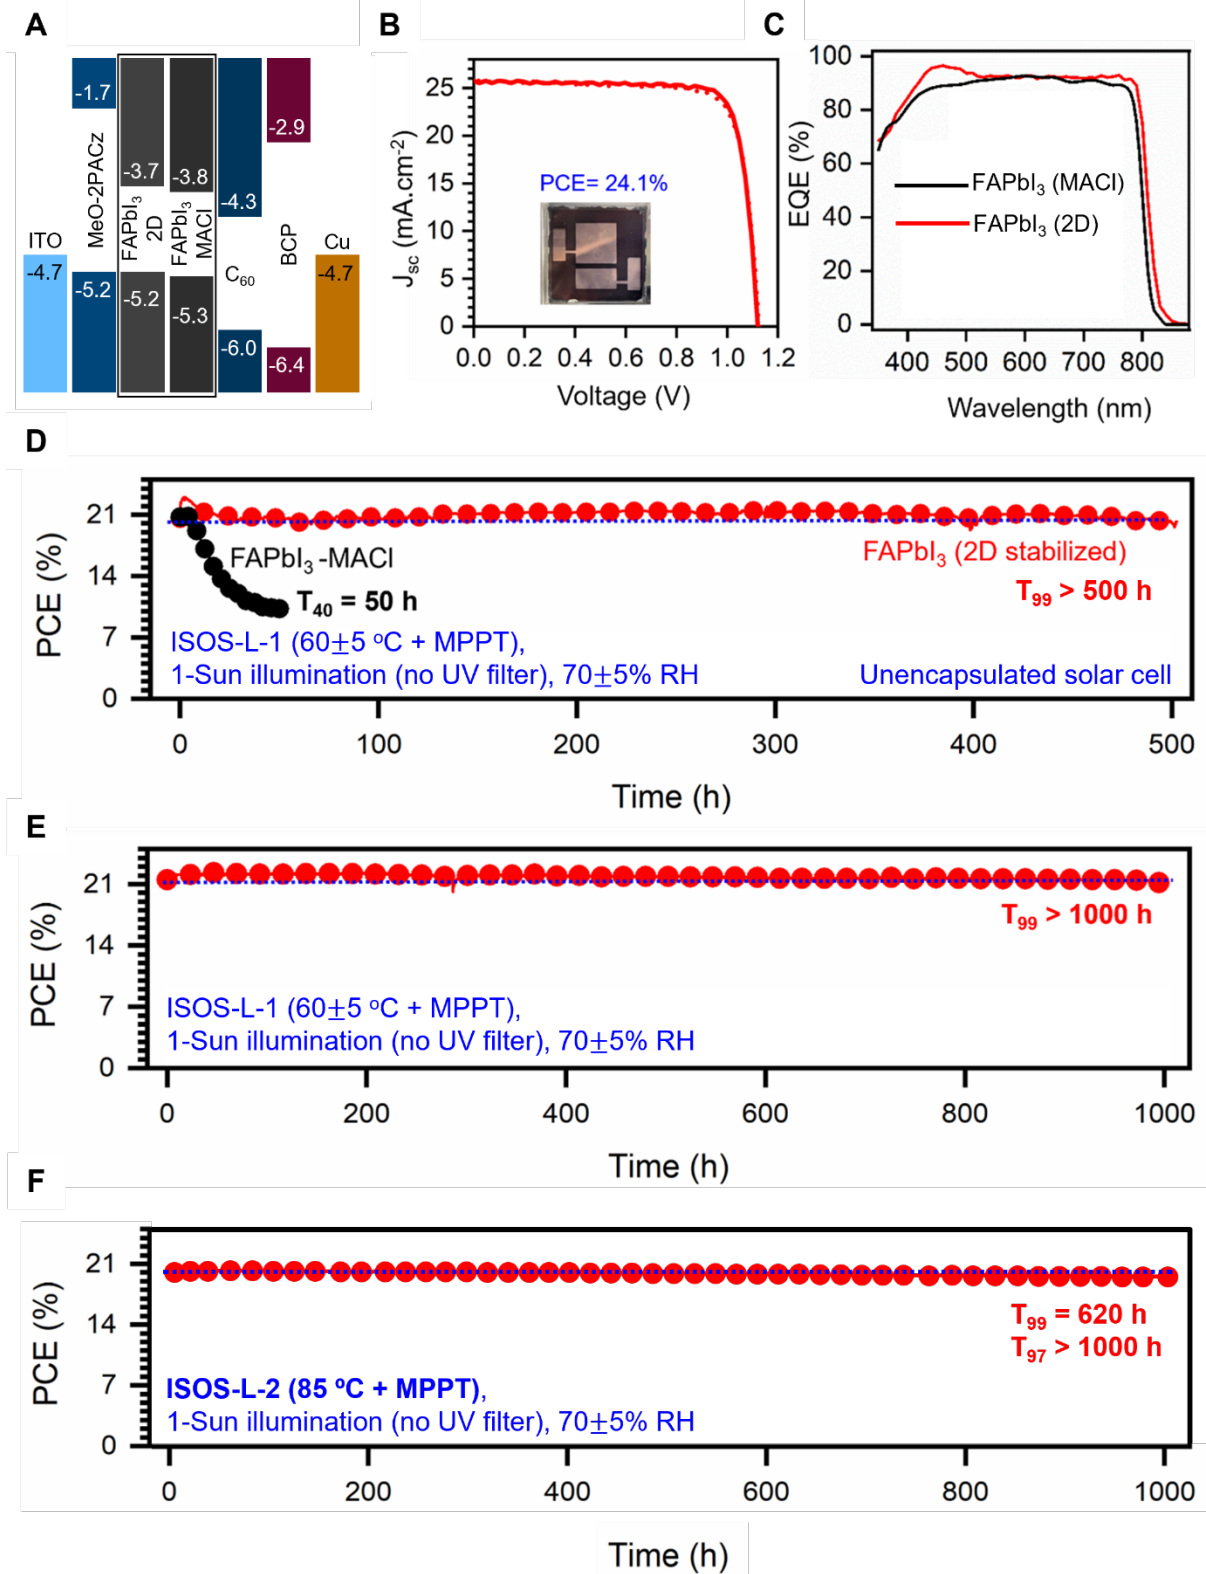 A
-1.7
MeO-2PACz
-5.2
ITO
-4.7
-3.7
FAPbI₃
2D
-5.2
-3.8
FAPbI₃
MACl
-5.3
-4.3
C₆₀
-6.0
-2.9
BCP
-6.4
Cu
-4.7
B
Jsc (mA.cm⁻²)
25
20
15
10
5
0
PCE= 24.1%
0.0 0.2 0.4 0.6 0.8 1.0 1.2
Voltage (V)
C
EQE (%)
100
80
60
40
20
0
FAPbI₃ (MACl)
FAPbI₃ (2D)
400 500 600 700 800
Wavelength (nm)
D
PCE (%)
21
14
7
0
FAPbI₃-MACl
T₄₀ = 50 h
FAPbI₃ (2D stabilized)
T₉₉ > 500 h
ISOS-L-1 (60±5 ºC + MPPT),
1-Sun illumination (no UV filter), 70±5% RH
Unencapsulated solar cell
0 100 200 300 400 500
Time (h)
E
PCE (%)
21
14
7
0
T₉₉ > 1000 h
ISOS-L-1 (60±5 ºC + MPPT),
1-Sun illumination (no UV filter), 70±5% RH
0 200 400 600 800 1000
Time (h)
F
PCE (%)
21
14
7
0
T₉₉ = 620 h
T₉₇ > 1000 h
ISOS-L-2 (85 ºC + MPPT),
1-Sun illumination (no UV filter), 70±5% RH
0 200 400 600 800 1000
Time (h)